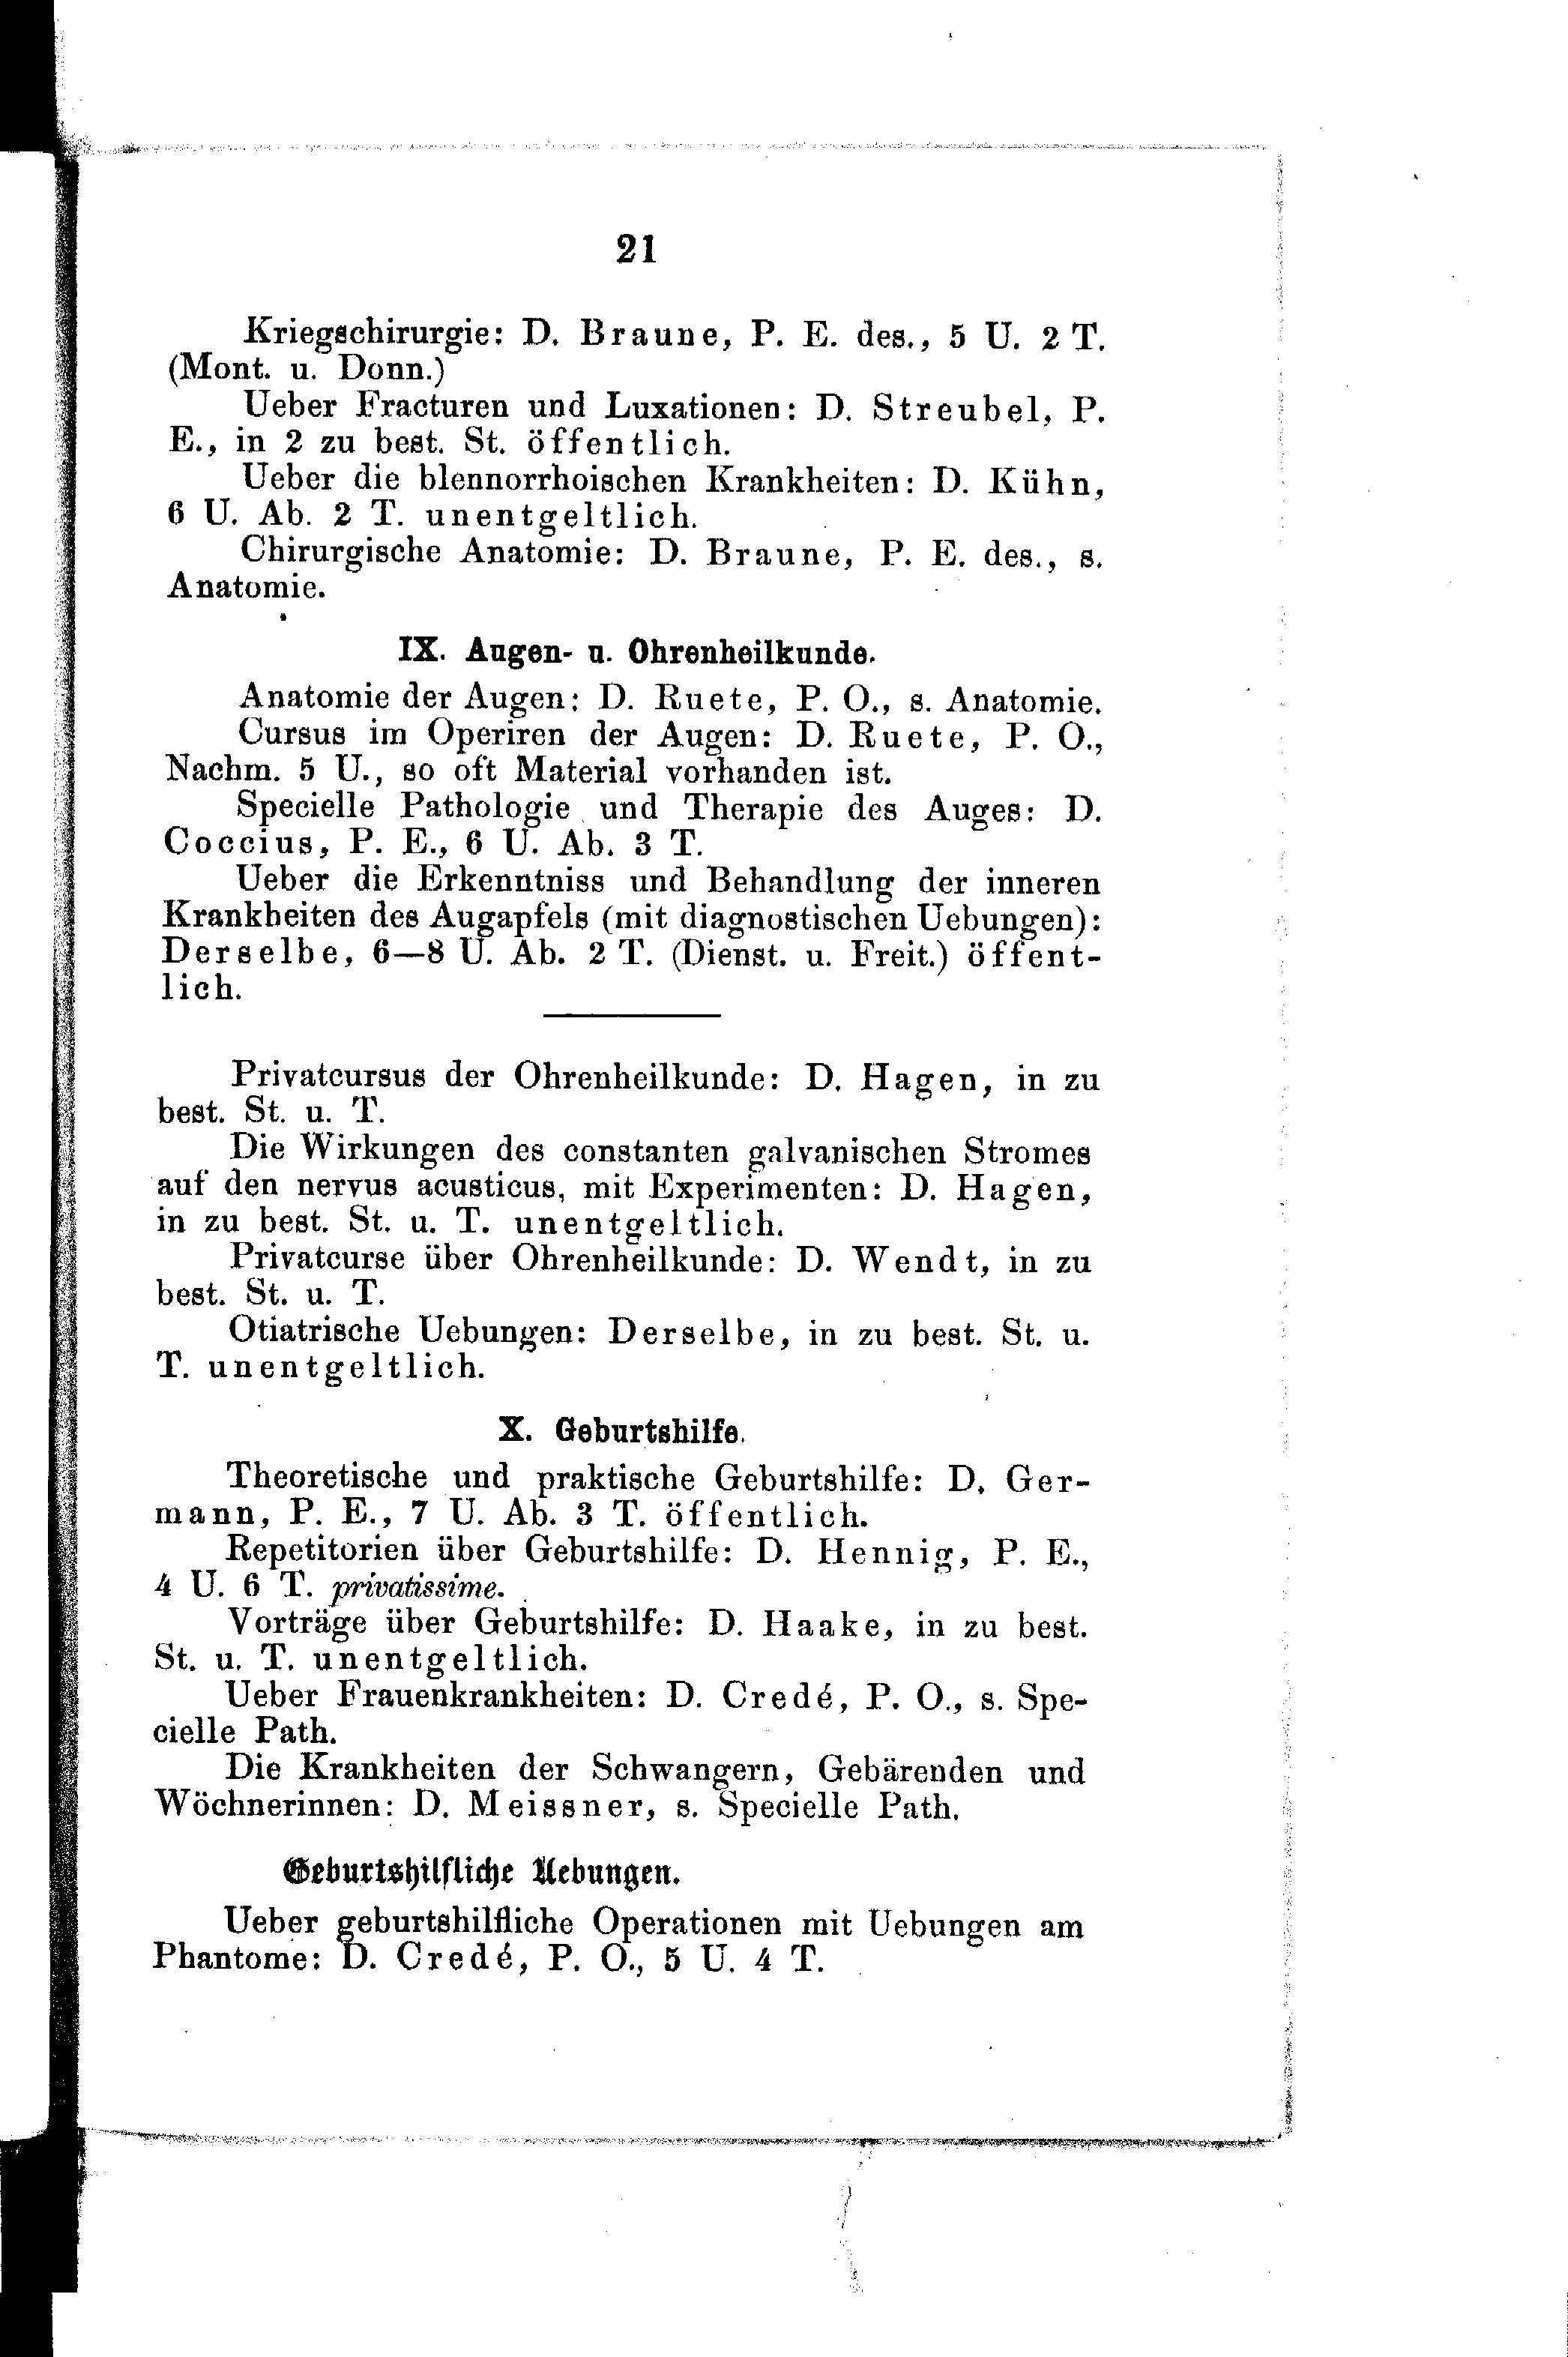 21
Kriegschirurgie: D. Braune, P. E. des., 5 U. 2 T.
(Mont. u. Donn.)
Ueber Fracturen und Luxationen: D. Streubel, P.
E., in 2 zu best. St. öffentlich.
Ueber die blennorrhoischen Krankheiten: D. Kühn,
6 U. Ab. 2 T. unentgeltlich.
Chirurgische Anatomie: D. Braune, P. E. des., s.
Anatomie.
IX. Augen- u. Ohrenheilkunde.
Anatomie der Augen: D. Ruete, P. O., s. Anatomie.
Cursus im Operiren der Augen: D. Ruete, P. O.,
Nachm. 5 U., so oft Material vorhanden ist.
Specielle Pathologie und Therapie des Auges: D.
Coccius, P. E., 6 U. Ab. 3 T.
Ueber die Erkenntniss und Behandlung der inneren
Krankheiten des Augapfels (mit diagnostischen Uebungen):
Derselbe, 6—8 U. Ab. 2 T. (Dienst. u. Freit.) öffent-
lich.
Privatcursus der Ohrenheilkunde: D. Hagen, in zu
best. St. u. T.
Die Wirkungen des constanten galvanischen Stromes
auf den nervus acusticus, mit Experimenten: D. Hagen,
in zu best. St. u. T. unentgeltlich.
Privatcurse über Ohrenheilkunde: D. Wendt, in zu
best. St. u. T.
Otiatrische Uebungen: Derselbe, in zu best. St. u.
T. unentgeltlich.
X. Geburtshilfe.
Theoretische und praktische Geburtshilfe: D. Ger-
mann, P. E., 7 U. Ab. 3 T. öffentlich.
Repetitorien über Geburtshilfe: D. Hennig, P. E.,
4 U. 6 T. privatissime.
Vorträge über Geburtshilfe: D. Haake, in zu best.
St. u. T. unentgeltlich.
Ueber Frauenkrankheiten: D. Credé, P. O., s. Spe-
cielle Path.
Die Krankheiten der Schwangern, Gebärenden und
Wöchnerinnen: D. Meissner, s. Specielle Path.
Geburtshilfliche Uebungen.
Ueber geburtshilfliche Operationen mit Uebungen am
Phantome: D. Credé, P. O., 5 U. 4 T.